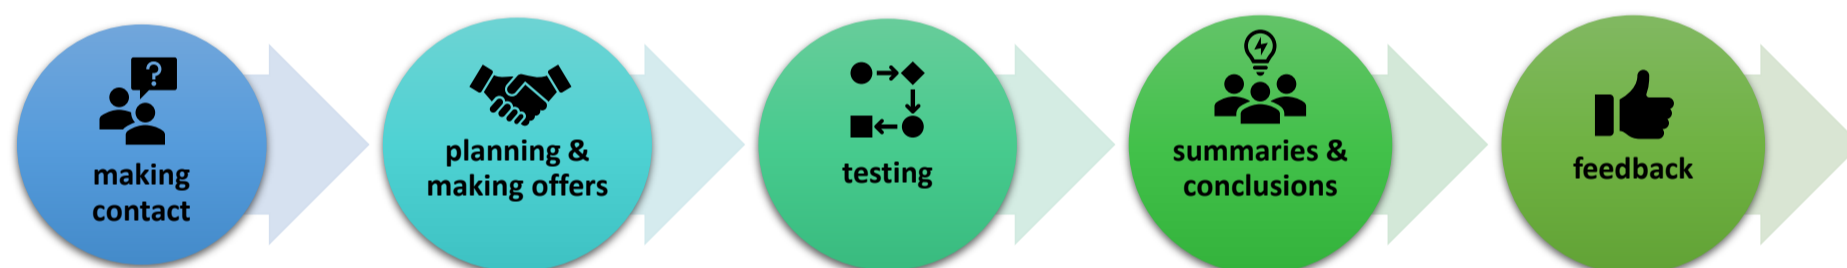 ?
making
contact
planning &
making offers
testing
summaries &
conclusions
feedback